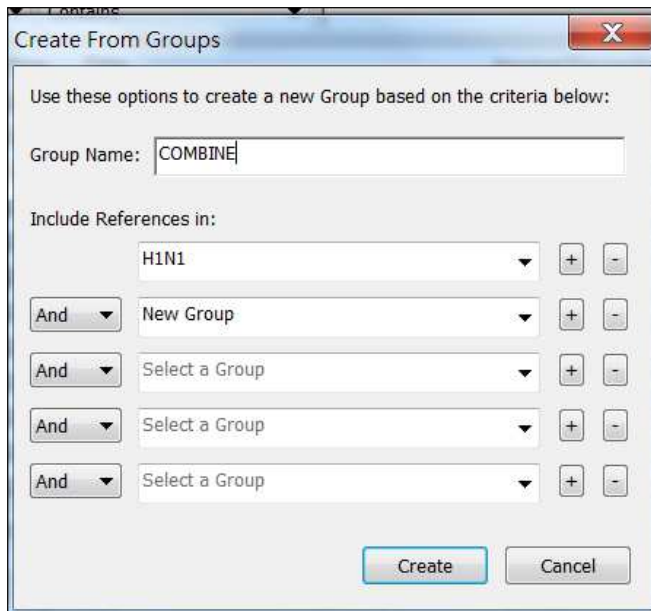 Contains
Create From Groups X
Use these options to create a new Group based on the criteria below:
Group Name: COMBINE
Include References in:
H1N1 + -
And New Group + -
And Select a Group + -
And Select a Group + -
And Select a Group + -
Create Cancel